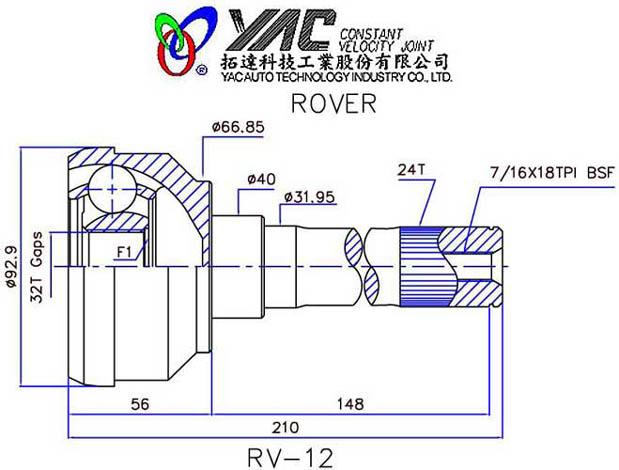 YAC CONSTANT
VELOCITY JOINT
拓達科技工業股份有限公司
YACAUTO TECHNOLOGY INDUSTRY CO., LTD.
®
ROVER
ø66.85
ø40
ø31.95
24T
7/16X18TPI BSF
ø92.9
32T Gaps
F1
56
148
210
RV-12